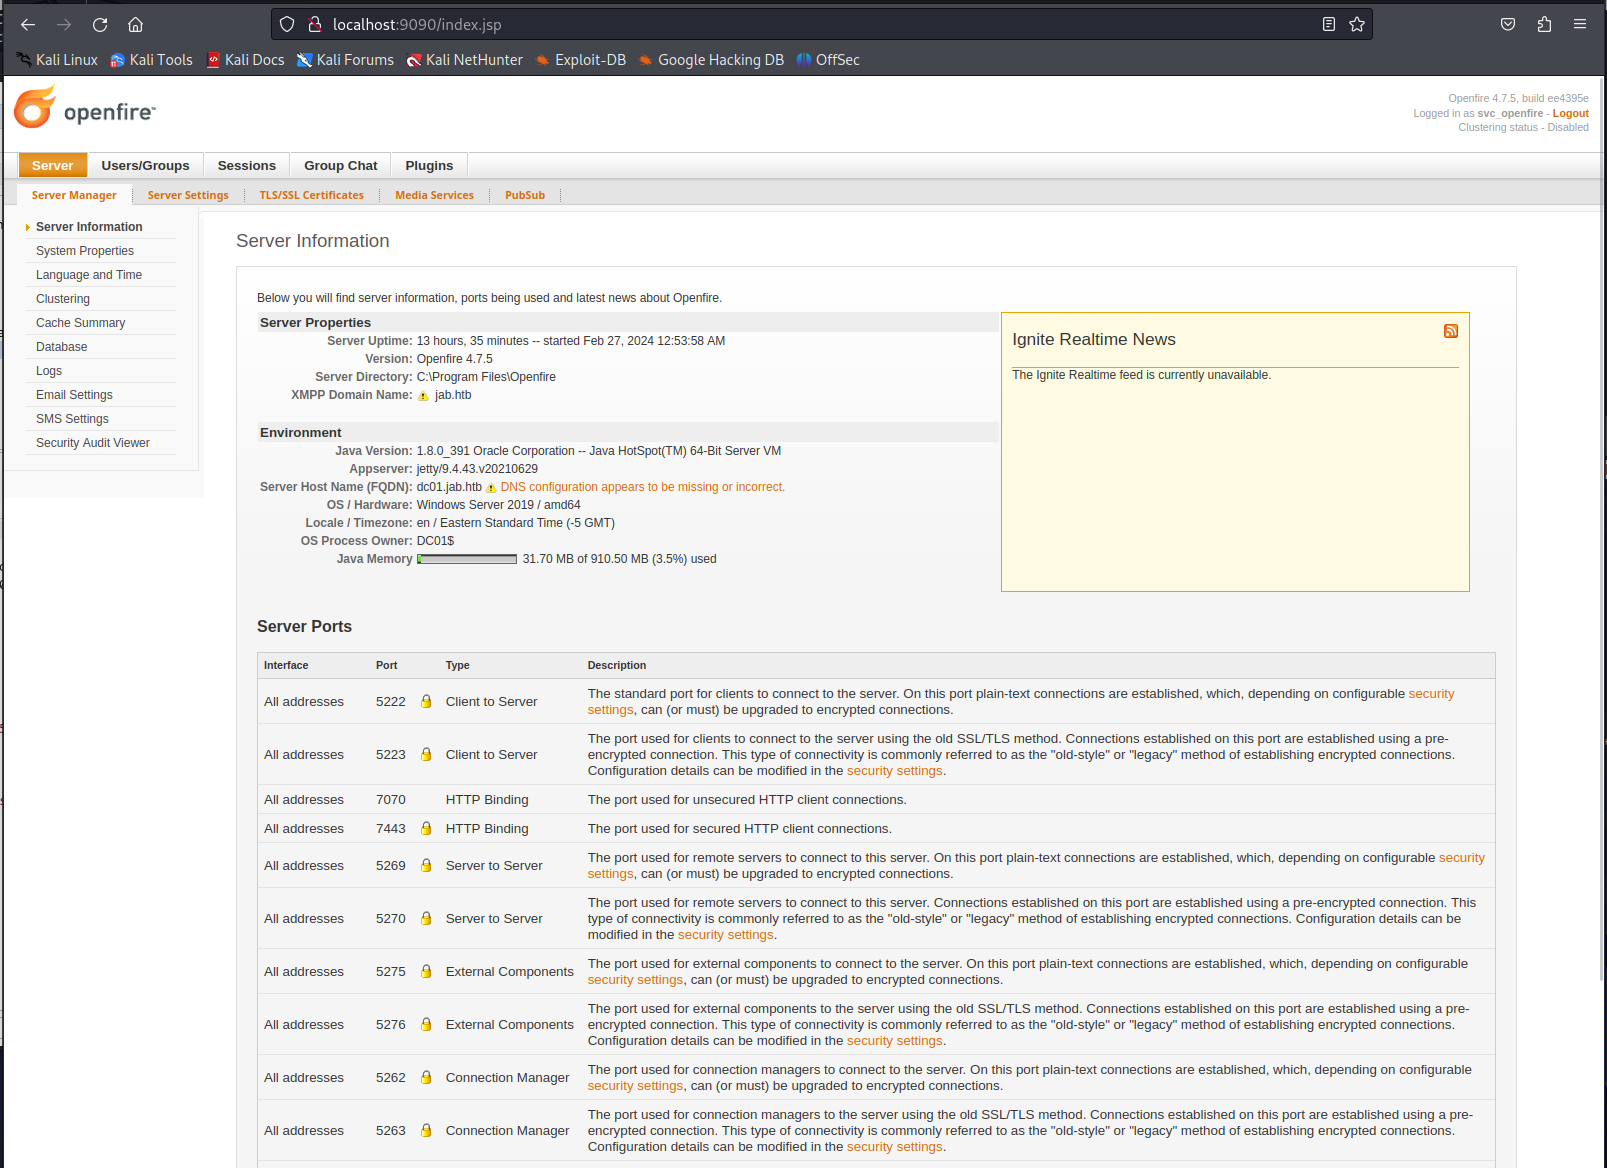 localhost:9090/index.jsp
Kali Linux Kali Tools Kali Docs Kali Forums Kali NetHunter Exploit-DB Google Hacking DB OffSec
openfire™
Openfire 4.7.5, build ee4395e
Logged in as svc_openfire - Logout
Clustering status - Disabled
Server Users/Groups Sessions Group Chat Plugins
Server Manager Server Settings TLS/SSL Certificates Media Services PubSub
Server Information
System Properties
Language and Time
Clustering
Cache Summary
Database
Logs
Email Settings
SMS Settings
Security Audit Viewer
Server Information
Below you will find server information, ports being used and latest news about Openfire.
Server Properties
Server Uptime: 13 hours, 35 minutes -- started Feb 27, 2024 12:53:58 AM
Version: Openfire 4.7.5
Server Directory: C:\Program Files\Openfire
XMPP Domain Name: jab.htb
Environment
Java Version: 1.8.0_391 Oracle Corporation -- Java HotSpot(TM) 64-Bit Server VM
Appserver: jetty/9.4.43.v20210629
Server Host Name (FQDN): dc01.jab.htb DNS configuration appears to be missing or incorrect.
OS / Hardware: Windows Server 2019 / amd64
Locale / Timezone: en / Eastern Standard Time (-5 GMT)
OS Process Owner: DC01$
Java Memory 31.70 MB of 910.50 MB (3.5%) used
Ignite Realtime News
The Ignite Realtime feed is currently unavailable.
Server Ports
Interface Port Type Description
All addresses 5222 Client to Server The standard port for clients to connect to the server. On this port plain-text connections are established, which, depending on configurable security
settings, can (or must) be upgraded to encrypted connections.
All addresses 5223 Client to Server The port used for clients to connect to the server using the old SSL/TLS method. Connections established on this port are established using a pre-
encrypted connection. This type of connectivity is commonly referred to as the "old-style" or "legacy" method of establishing encrypted connections.
Configuration details can be modified in the security settings.
All addresses 7070 HTTP Binding The port used for unsecured HTTP client connections.
All addresses 7443 HTTP Binding The port used for secured HTTP client connections.
All addresses 5269 Server to Server The port used for remote servers to connect to this server. On this port plain-text connections are established, which, depending on configurable security
settings, can (or must) be upgraded to encrypted connections.
All addresses 5270 Server to Server The port used for remote servers to connect to this server. Connections established on this port are established using a pre-encrypted connection. This
type of connectivity is commonly referred to as the "old-style" or "legacy" method of establishing encrypted connections. Configuration details can be
modified in the security settings.
All addresses 5275 External Components The port used for external components to connect to the server. On this port plain-text connections are established, which, depending on configurable
security settings, can (or must) be upgraded to encrypted connections.
All addresses 5276 External Components The port used for external components to the server using the old SSL/TLS method. Connections established on this port are established using a pre-
encrypted connection. This type of connectivity is commonly referred to as the "old-style" or "legacy" method of establishing encrypted connections.
Configuration details can be modified in the security settings.
All addresses 5262 Connection Manager The port used for connection managers to connect to the server. On this port plain-text connections are established, which, depending on configurable
security settings, can (or must) be upgraded to encrypted connections.
All addresses 5263 Connection Manager The port used for connection managers to the server using the old SSL/TLS method. Connections established on this port are established using a pre-
encrypted connection. This type of connectivity is commonly referred to as the "old-style" or "legacy" method of establishing encrypted connections.
Configuration details can be modified in the security settings.